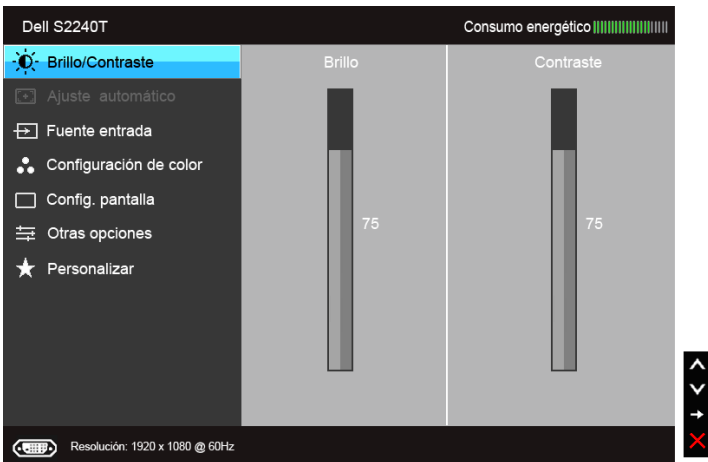 Dell S2240T
Consumo energético
Brillo/Contraste
Ajuste automático
Fuente entrada
Configuración de color
Config. pantalla
Otras opciones
Personalizar
Brillo
Contraste
75
75
Resolución: 1920 x 1080 @ 60Hz